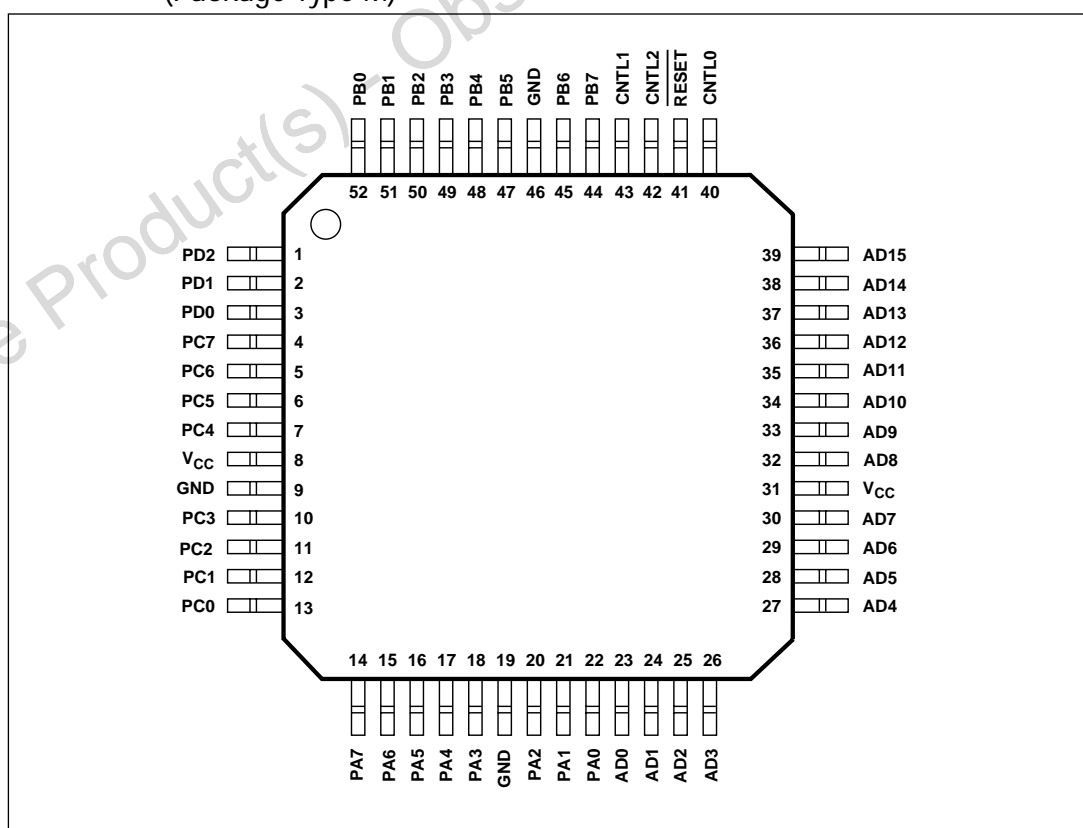 (Package Type M)
e Product(s) - Obs
PB0
PB1
PB2
PB3
PB4
PB5
GND
PB6
PB7
CNTL1
CNTL2
RESET
CNTL0
52 51 50 49 48 47 46 45 44 43 42 41 40
PD2 1
PD1 2
PD0 3
PC7 4
PC6 5
PC5 6
PC4 7
VCC 8
GND 9
PC3 10
PC2 11
PC1 12
PC0 13
39 AD15
38 AD14
37 AD13
36 AD12
35 AD11
34 AD10
33 AD9
32 AD8
31 VCC
30 AD7
29 AD6
28 AD5
27 AD4
14 15 16 17 18 19 20 21 22 23 24 25 26
PA7
PA6
PA5
PA4
PA3
GND
PA2
PA1
PA0
AD0
AD1
AD2
AD3